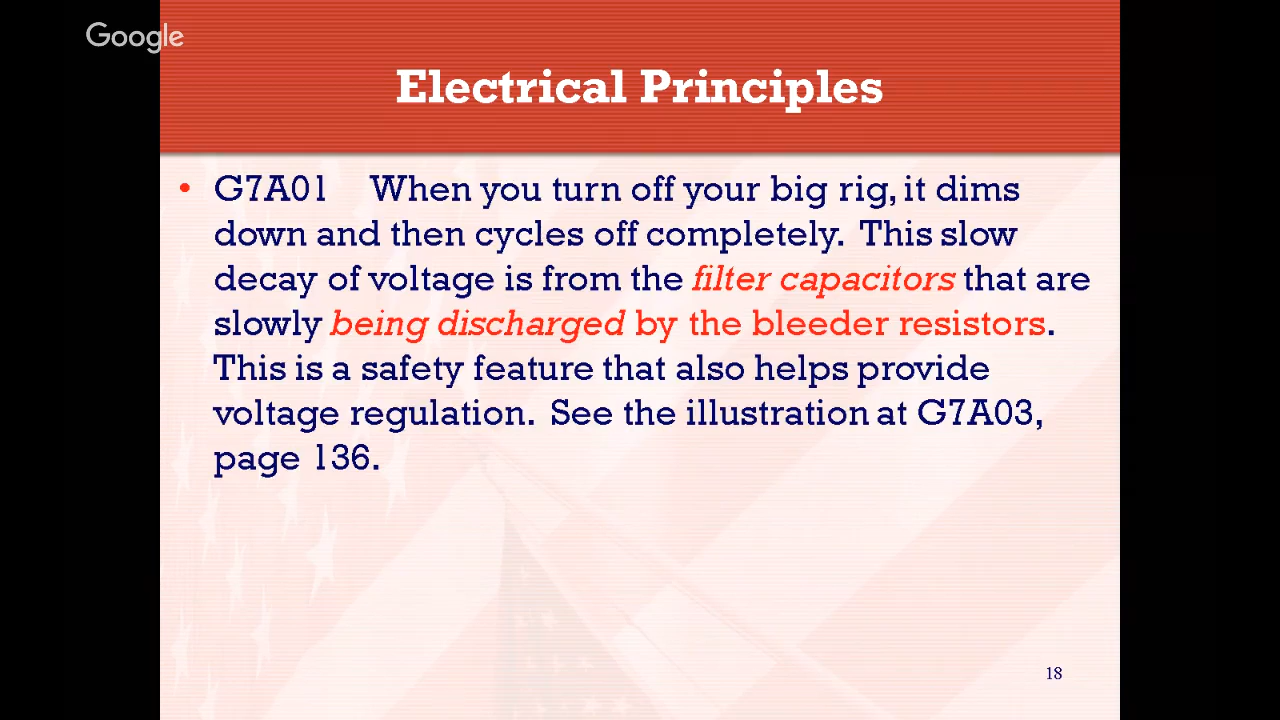 Google
Electrical Principles
• G7A01 When you turn off your big rig, it dims
down and then cycles off completely. This slow
decay of voltage is from the filter capacitors that are
slowly being discharged by the bleeder resistors.
This is a safety feature that also helps provide
voltage regulation. See the illustration at G7A03,
page 136.
18